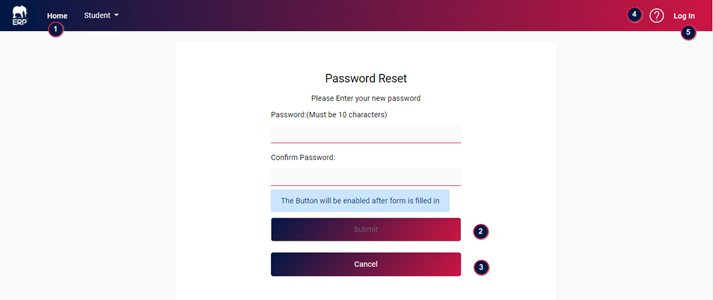 ERP
Home
Student
4
?
Log In
1
5
Password Reset
Please Enter your new password
Password:(Must be 10 characters)
Confirm Password:
The Button will be enabled after form is filled in
Submit
2
Cancel
3